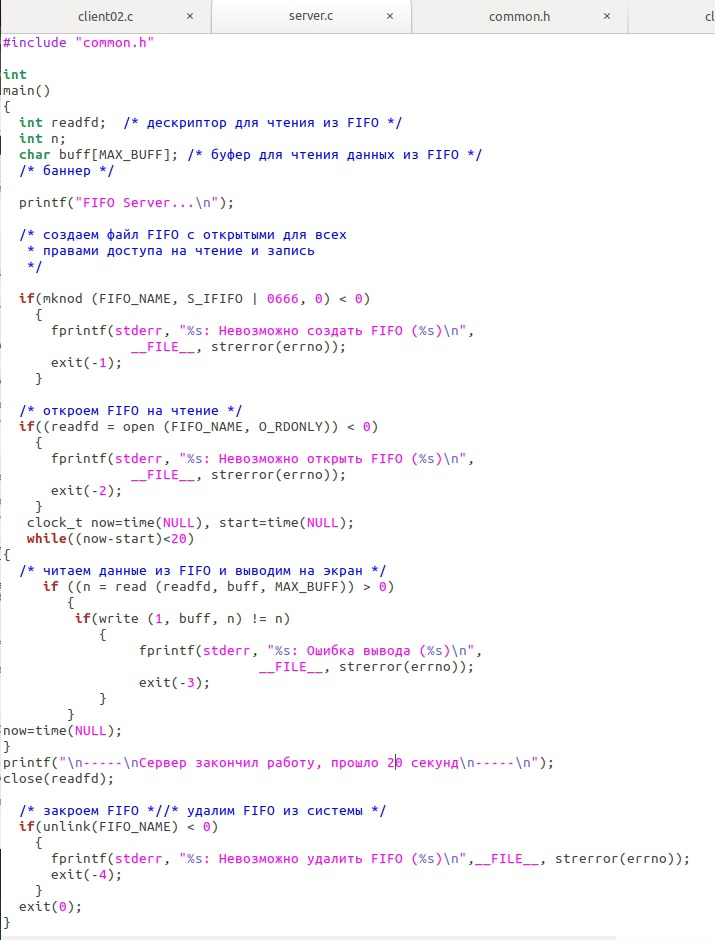 client02.c × server.c × common.h × cl
#include "common.h"
int
main()
{
int readfd; /* дескриптор для чтения из FIFO */
int n;
char buff[MAX_BUFF]; /* буфер для чтения данных из FIFO */
/* баннер */
printf("FIFO Server...\n");
/* создаем файл FIFO с открытыми для всех
* правами доступа на чтение и запись
*/
if(mknod (FIFO_NAME, S_IFIFO | 0666, 0) < 0)
{
fprintf(stderr, "%s: Невозможно создать FIFO (%s)\n",
__FILE__, strerror(errno));
exit(-1);
}
/* откроем FIFO на чтение */
if((readfd = open (FIFO_NAME, O_RDONLY)) < 0)
{
fprintf(stderr, "%s: Невозможно открыть FIFO (%s)\n",
__FILE__, strerror(errno));
exit(-2);
}
clock_t now=time(NULL), start=time(NULL);
while((now-start)<20)
{
/* читаем данные из FIFO и выводим на экран */
if ((n = read (readfd, buff, MAX_BUFF)) > 0)
{
if(write (1, buff, n) != n)
{
fprintf(stderr, "%s: Ошибка вывода (%s)\n",
__FILE__, strerror(errno));
exit(-3);
}
}
now=time(NULL);
}
printf("\n-----\nСервер закончил работу, прошло 20 секунд\n-----\n");
close(readfd);
/* закроем FIFO *//* удалим FIFO из системы */
if(unlink(FIFO_NAME) < 0)
{
fprintf(stderr, "%s: Невозможно удалить FIFO (%s)\n",__FILE__, strerror(errno));
exit(-4);
}
exit(0);
}